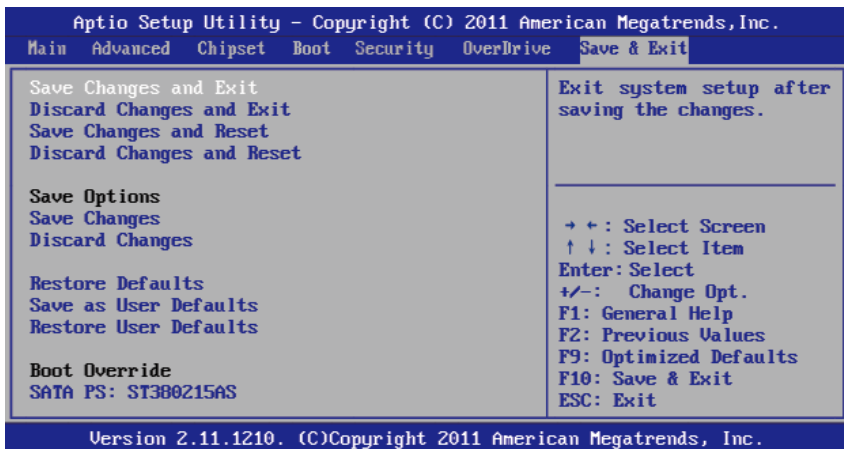 Aptio Setup Utility – Copyright (C) 2011 American Megatrends,Inc.
Main Advanced Chipset Boot Security OverDrive Save & Exit
Save Changes and Exit
Discard Changes and Exit
Save Changes and Reset
Discard Changes and Reset
Save Options
Save Changes
Discard Changes
Restore Defaults
Save as User Defaults
Restore User Defaults
Boot Override
SATA PS: ST380215AS
Exit system setup after
saving the changes.
→ ←: Select Screen
↑ ↓: Select Item
Enter: Select
+/-: Change Opt.
F1: General Help
F2: Previous Values
F9: Optimized Defaults
F10: Save & Exit
ESC: Exit
Version 2.11.1210. (C)Copyright 2011 American Megatrends, Inc.